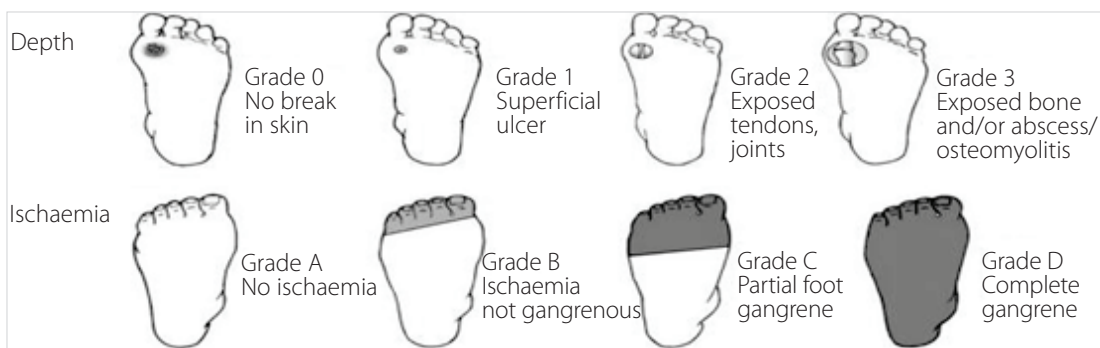 Depth
Grade 0
No break
in skin
Grade 1
Superficial
ulcer
Grade 2
Exposed
tendons,
joints
Grade 3
Exposed bone
and/or abscess/
osteomyolitis
Ischaemia
Grade A
No ischaemia
Grade B
Ischaemia
not gangrenous
Grade C
Partial foot
gangrene
Grade D
Complete
gangrene